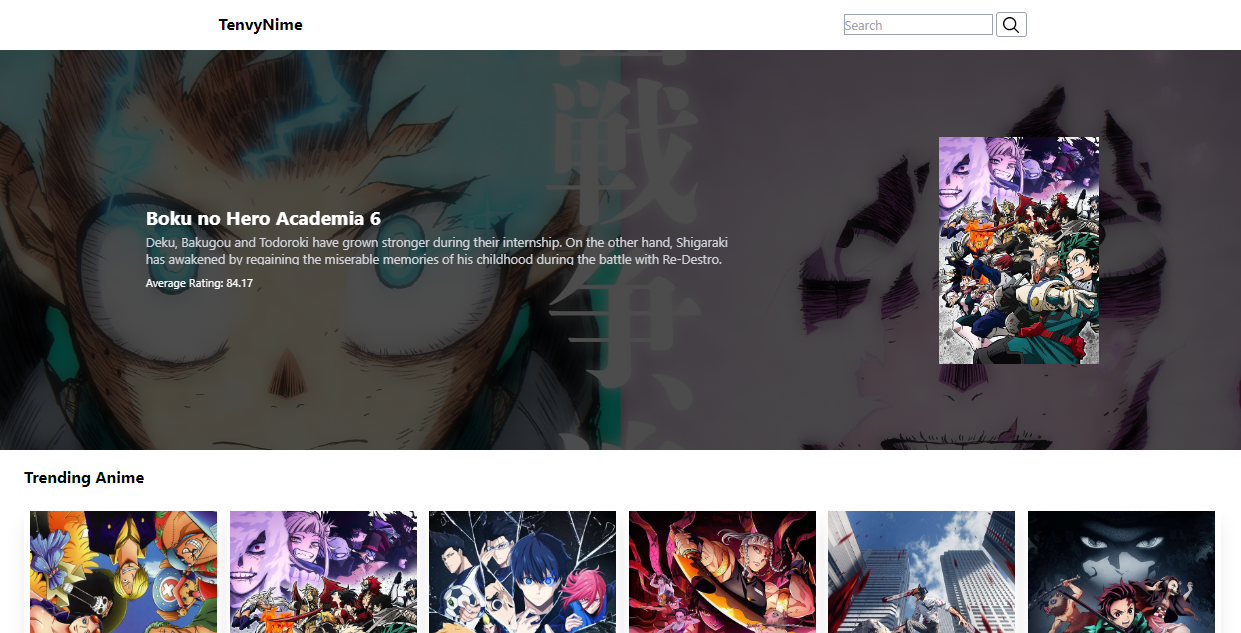 TenvyNime
Search
戦
争
Boku no Hero Academia 6
Deku, Bakugou and Todoroki have grown stronger during their internship. On the other hand, Shigaraki
has awakened by regaining the miserable memories of his childhood during the battle with Re-Destro.
Average Rating: 84.17
Trending Anime